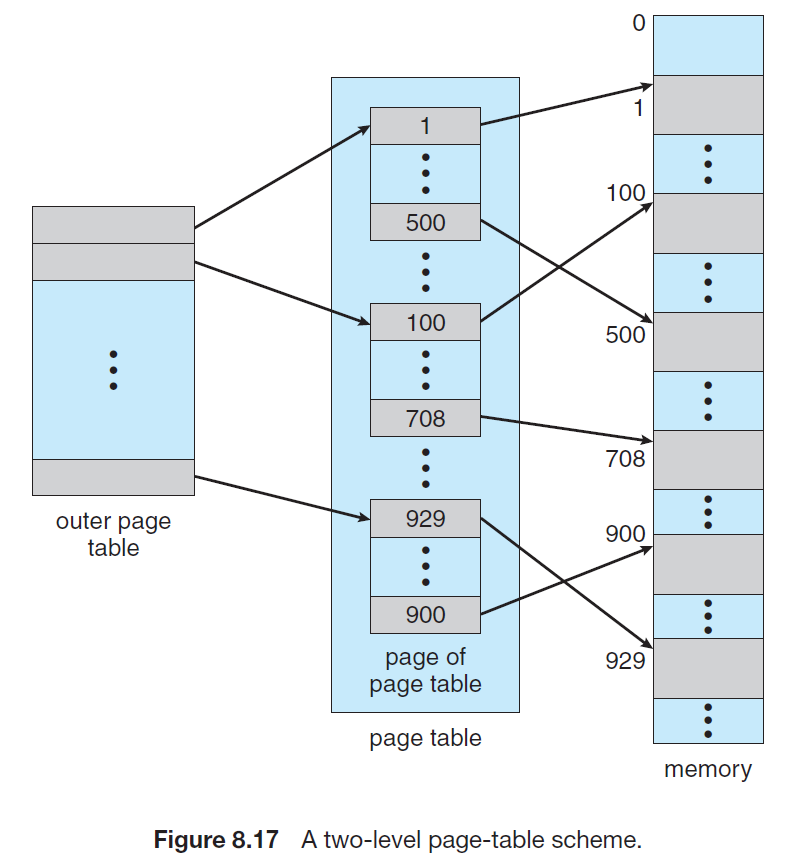 0
1
1
100
500
500
100
708
708
929
900
900
929
outer page
table
page of
page table
page table
memory
Figure 8.17 A two-level page-table scheme.